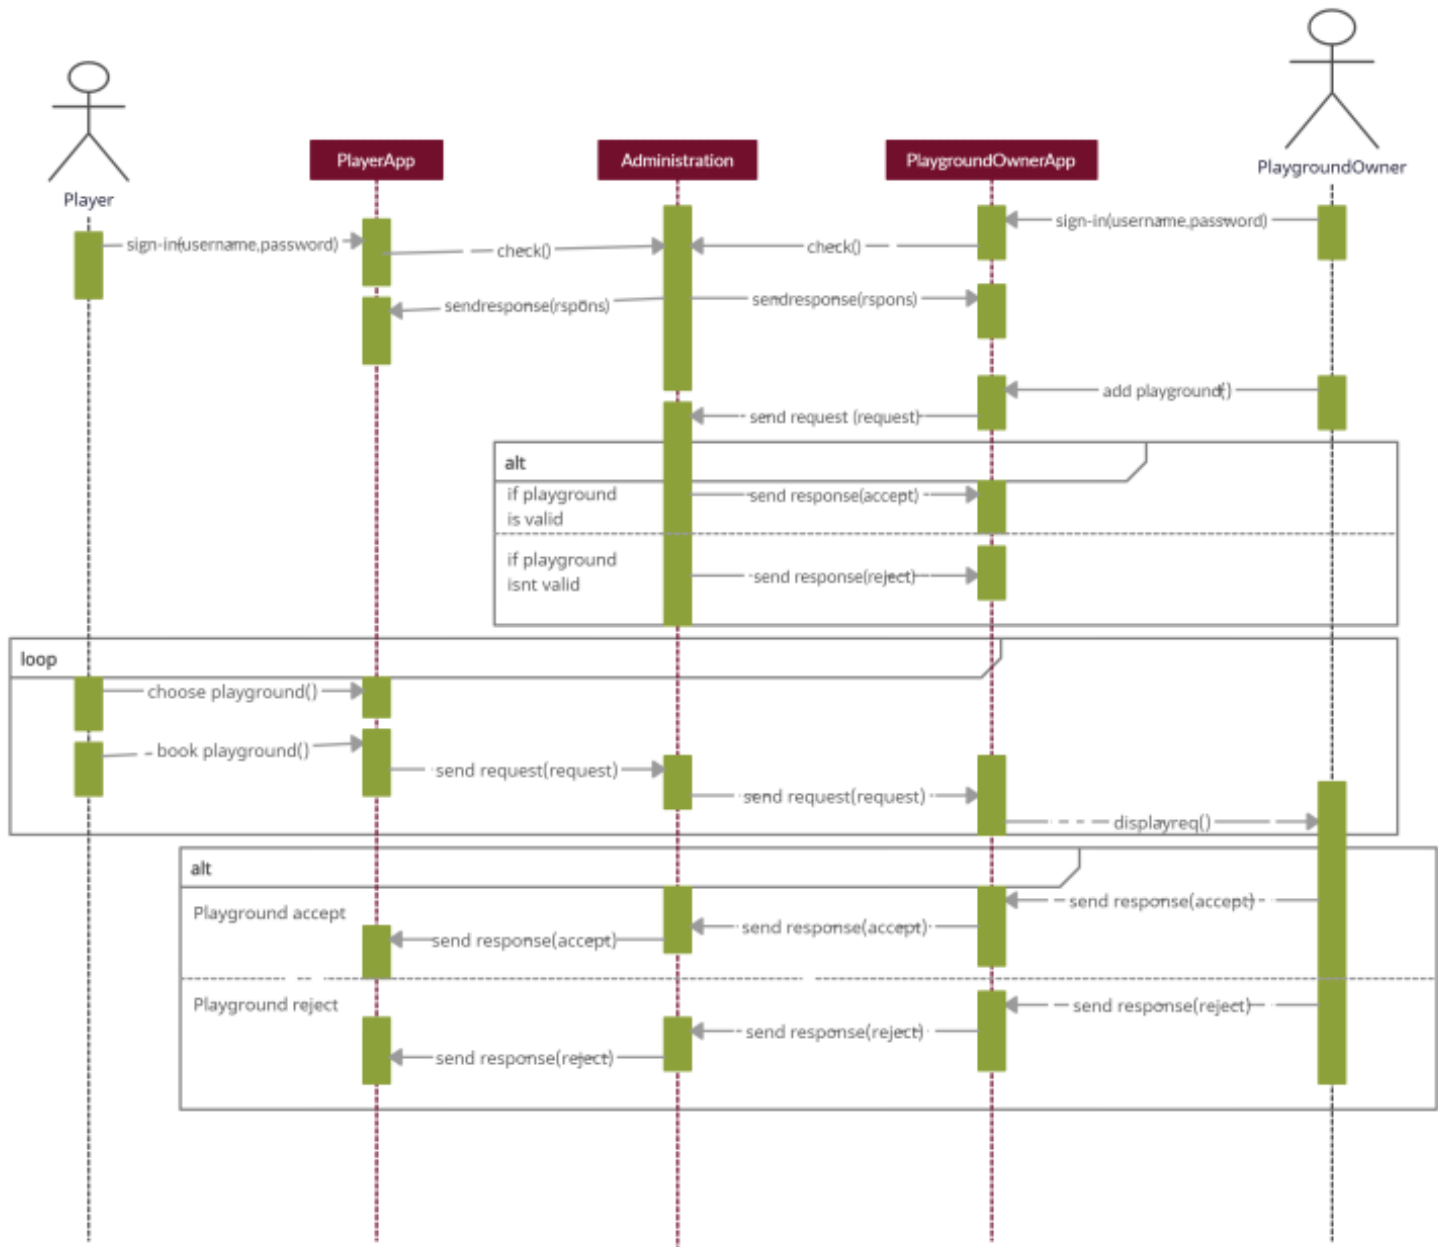 PlayerApp
Administration
PlaygroundOwnerApp
PlaygroundOwner
Player
sign-in(username,password)
sign-in(username,password)
check()
check()
sendresponse(rspons)
sendresponse(rspons)
add playground()
send request (request)
alt
if playground
is valid
send response(accept)
if playground
isnt valid
send response(reject)
loop
choose playground()
book playground()
send request(request)
send request(request)
displayreq()
alt
Playground accept
send response(accept)
send response(accept)
send response(accept)
Playground reject
send response(reject)
send response(reject)
send response(reject)